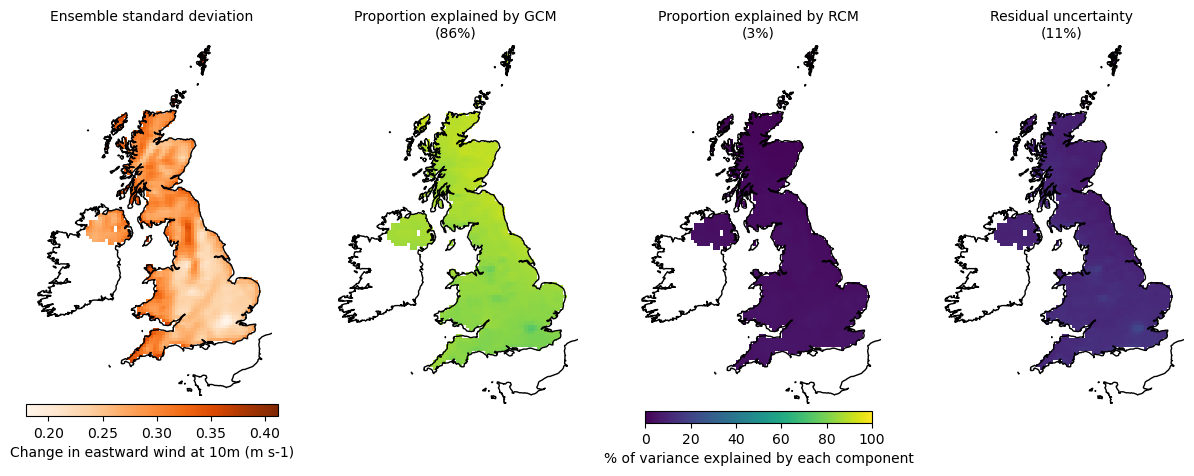 Ensemble standard deviation
Proportion explained by GCM
(86%)
Proportion explained by RCM
(3%)
Residual uncertainty
(11%)
0.20 0.25 0.30 0.35 0.40
Change in eastward wind at 10m (m s-1)
0 20 40 60 80 100
% of variance explained by each component